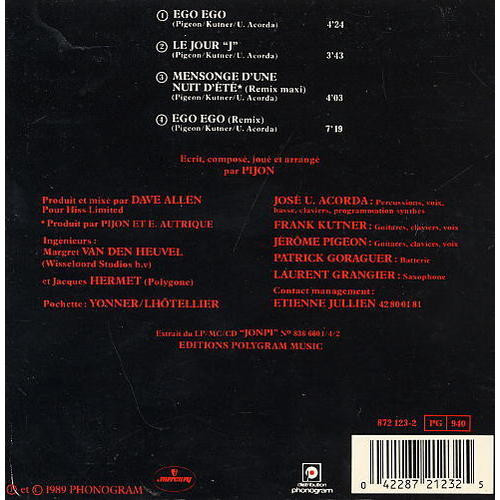 1 EGO EGO
(Pigeon/Kutner/U. Acorda) 4'24
2 LE JOUR "J"
(Pigeon/Kutner/U. Acorda) 3'43
3 MENSONGE D'UNE
NUIT D'ÉTÉ* (Remix maxi)
(Pigeon/Kutner/U. Acorda) 4'03
4 EGO EGO (Remix)
(Pigeon/Kutner/U. Acorda) 7'19
Ecrit, composé, joué et arrangé
par PIJON
Produit et mixé par DAVE ALLEN
Pour Hiss Limited
* Produit par PIJON ET E. AUTRIQUE
Ingenieurs :
Margret VAN DEN HEUVEL
(Wisseloord Studios b.v)
et Jacques HERMET (Polygone)
Pochette : YONNER/LHÔTELLIER
JOSÉ U. ACORDA : Percussions, voix,
basse, claviers, programmation synthés
FRANK KUTNER : Guitares, claviers, voix
JÉRÔME PIGEON : Guitares, claviers, voix
PATRICK GORAGUER : Batterie
LAURENT GRANGIER : Saxophone
Contact management :
ETIENNE JULLIEN 42 80 01 81
Extrait du LP/MC/CD "JONPI" Nº 836 660 1/4/2
EDITIONS POLYGRAM MUSIC
872 123-2 PG 940
℗ et © 1989 PHONOGRAM
mercury
distribution
phonogram
0 42287 21232 5